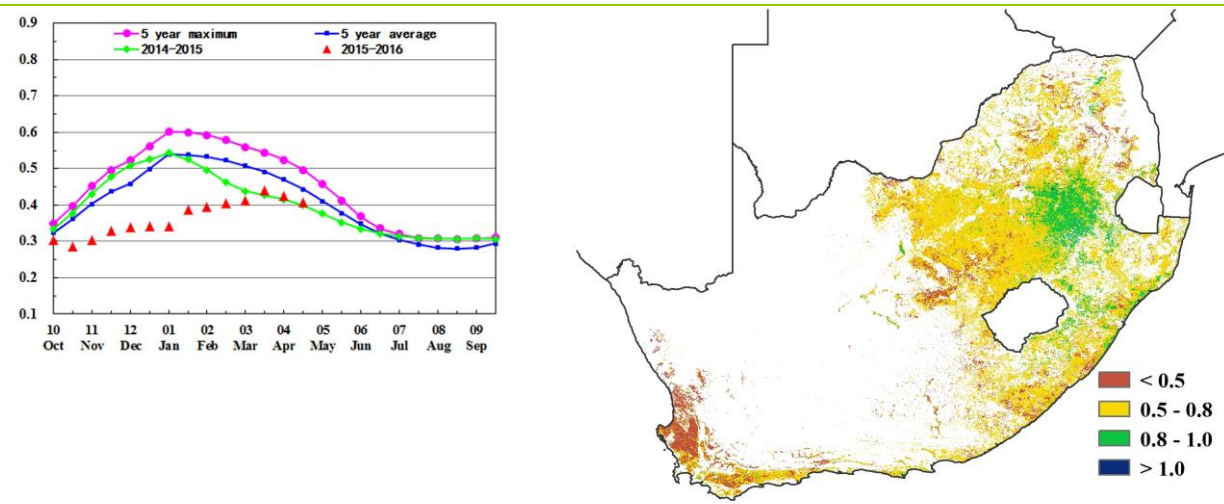 0.9
5 year maximum 5 year average
2014-2015 2015-2016
0.8
0.7
0.6
0.5
0.4
0.3
0.2
0.1
10 11 12 01 02 03 04 05 06 07 08 09
Oct Nov Dec Jan Feb Mar Apr May Jun Jul Aug Sep
< 0.5
0.5 - 0.8
0.8 - 1.0
> 1.0